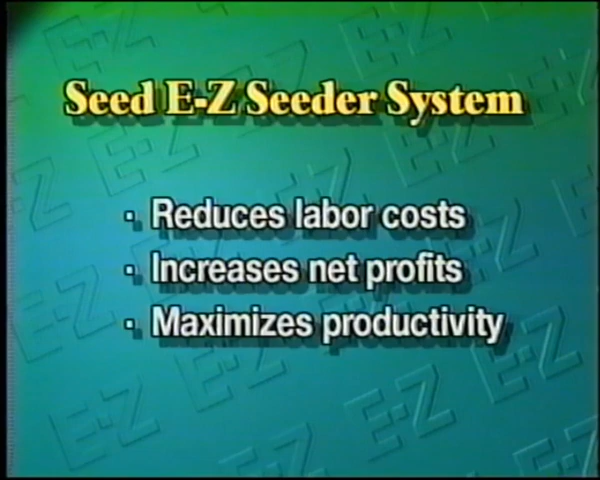 Seed E-Z Seeder System
· Reduces labor costs
· Increases net profits
· Maximizes productivity
E-Z
E-Z
E-Z
E-Z
E-Z
E-Z
E-Z
E-Z
E-Z
E-Z